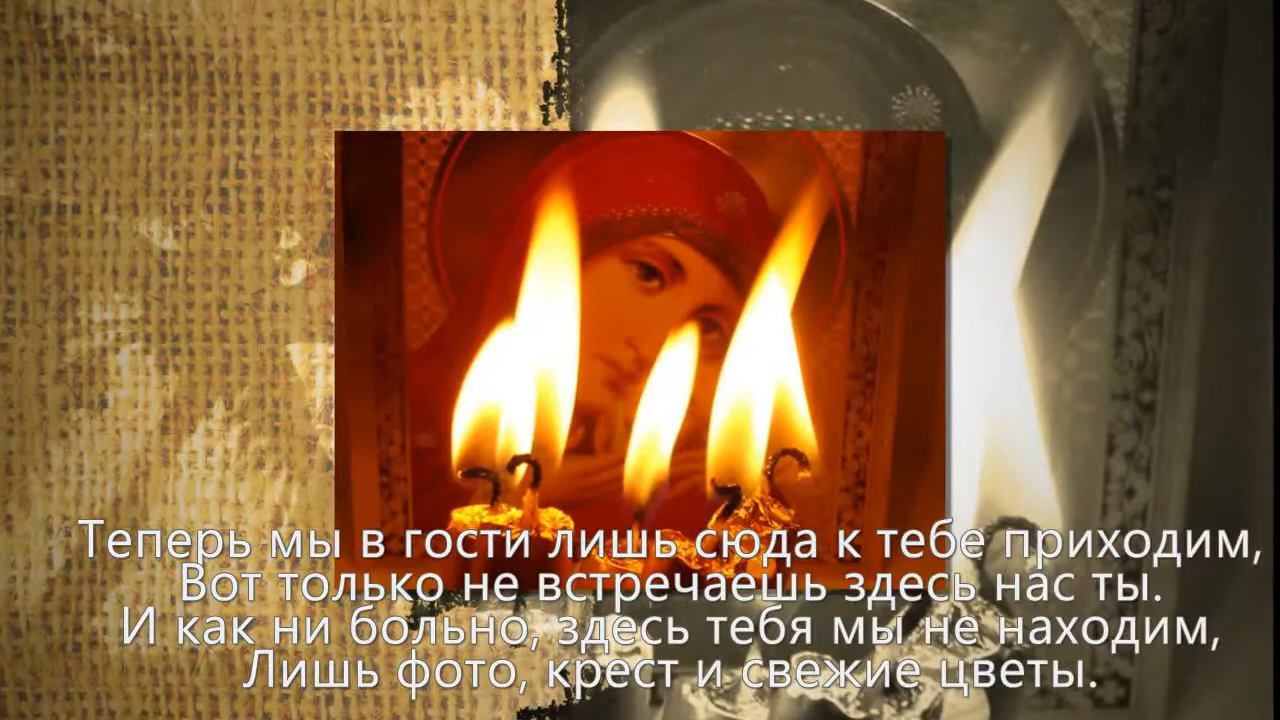 Теперь мы в гости лишь сюда к тебе приходим,
Вот только не встречаешь здесь нас ты.
И как ни больно, здесь тебя мы не находим,
Лишь фото, крест и свежие цветы.